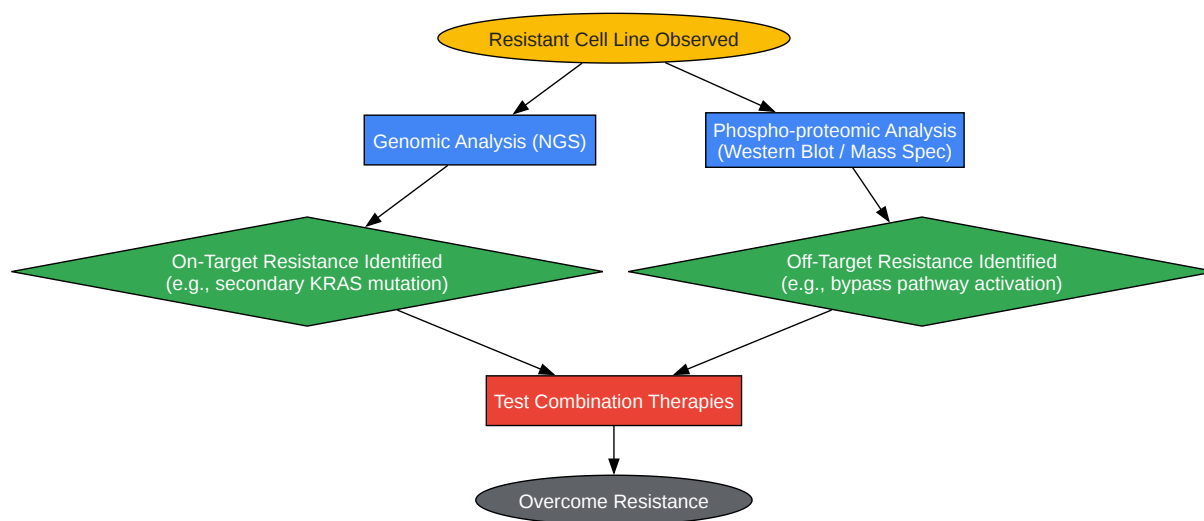 Resistant Cell Line Observed
Genomic Analysis (NGS)
Phospho-proteomic Analysis
(Western Blot / Mass Spec)
On-Target Resistance Identified
(e.g., secondary KRAS mutation)
Off-Target Resistance Identified
(e.g., bypass pathway activation)
Test Combination Therapies
Overcome Resistance